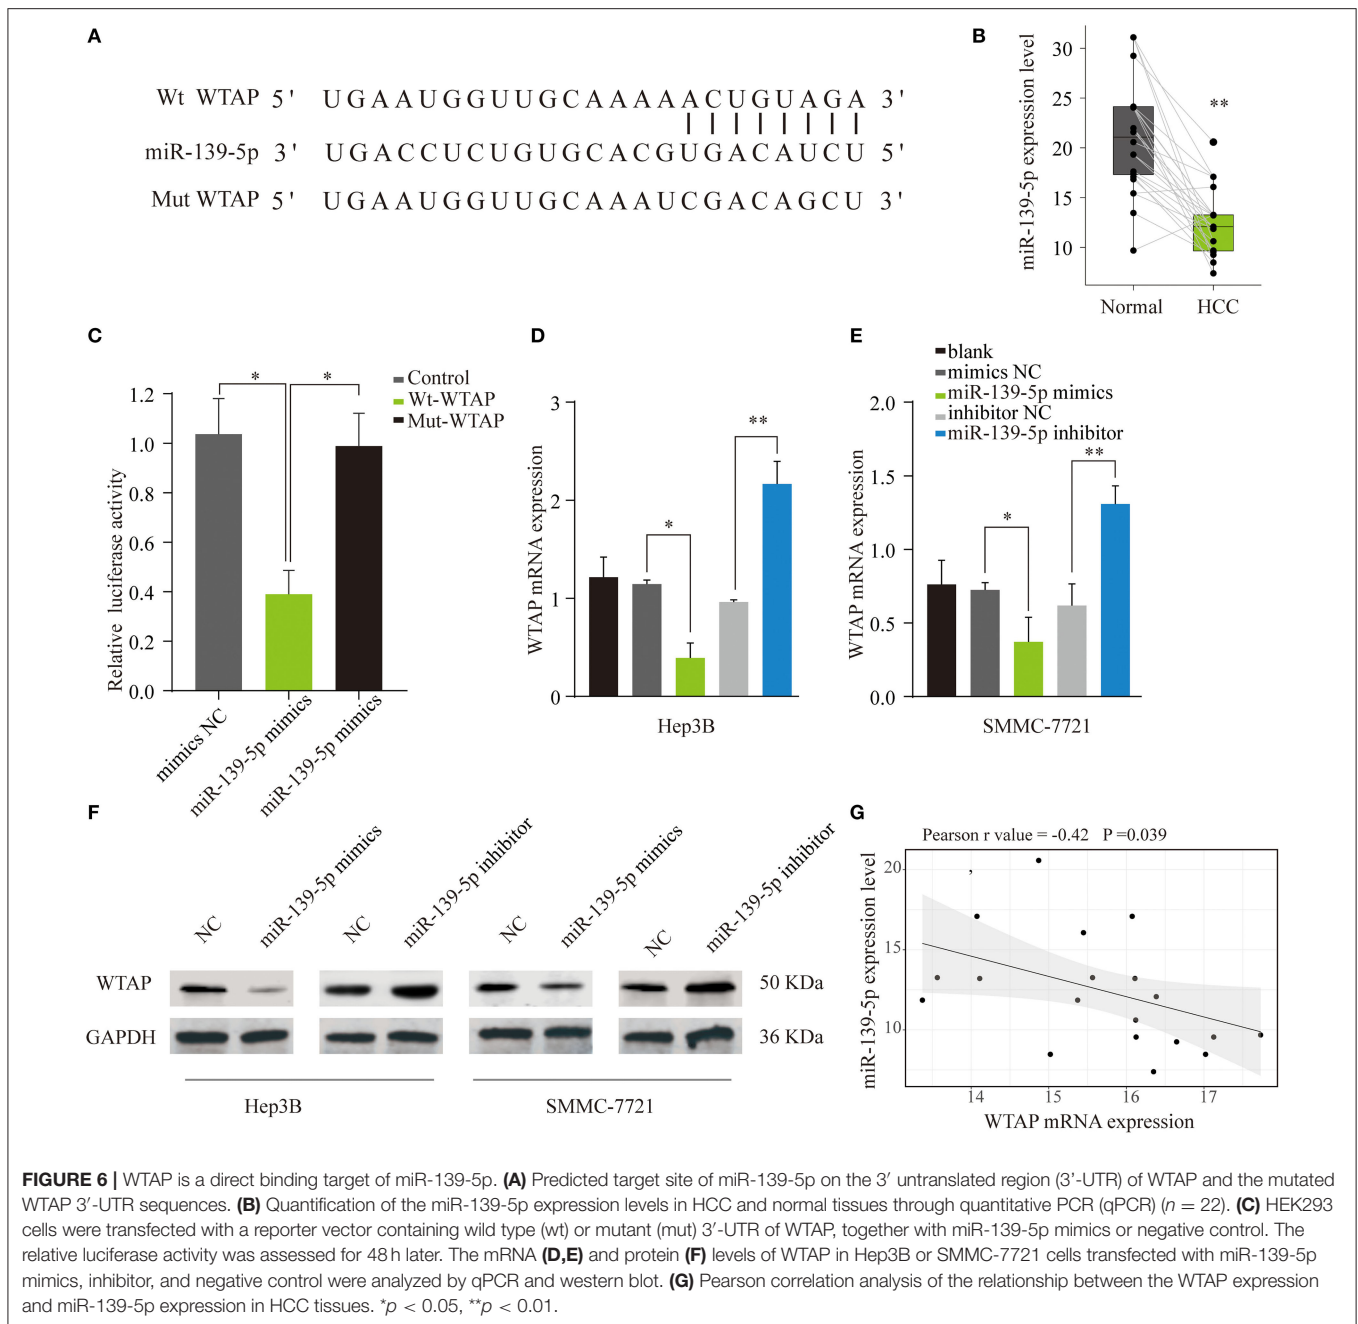 A
Wt WTAP 5' UGAAUGGUUGCAAAAACUGUAGA 3'
miR-139-5p 3' UGACCUCUGUGCACGUGACAUCU 5'
Mut WTAP 5' UGAAUGGUUGCAAAUCGACAGCU 3'
B
miR-139-5p expression level
30
25
20
15
10
**
Normal HCC
C
Relative luciferase activity
1.2
1.0
0.8
0.6
0.4
0.2
0.0
* *
Control
Wt-WTAP
Mut-WTAP
mimics NC
miR-139-5p mimics
miR-139-5p mimics
D
WTAP mRNA expression
3
2
1
0
*
**
Hep3B
E
blank
mimics NC
miR-139-5p mimics
inhibitor NC
miR-139-5p inhibitor
WTAP mRNA expression
2.0
1.5
1.0
0.5
0.0
*
**
SMMC-7721
F
NC miR-139-5p mimics NC miR-139-5p inhibitor NC miR-139-5p mimics NC miR-139-5p inhibitor
WTAP 50 KDa
GAPDH 36 KDa
Hep3B SMMC-7721
G
Pearson r value = -0.42 P =0.039
miR-139-5p expression level
20
15
10
14 15 16 17
WTAP mRNA expression
FIGURE 6 | WTAP is a direct binding target of miR-139-5p. (A) Predicted target site of miR-139-5p on the 3′ untranslated region (3’-UTR) of WTAP and the mutated
WTAP 3′-UTR sequences. (B) Quantification of the miR-139-5p expression levels in HCC and normal tissues through quantitative PCR (qPCR) (n = 22). (C) HEK293
cells were transfected with a reporter vector containing wild type (wt) or mutant (mut) 3′-UTR of WTAP, together with miR-139-5p mimics or negative control. The
relative luciferase activity was assessed for 48 h later. The mRNA (D,E) and protein (F) levels of WTAP in Hep3B or SMMC-7721 cells transfected with miR-139-5p
mimics, inhibitor, and negative control were analyzed by qPCR and western blot. (G) Pearson correlation analysis of the relationship between the WTAP expression
and miR-139-5p expression in HCC tissues. *p < 0.05, **p < 0.01.